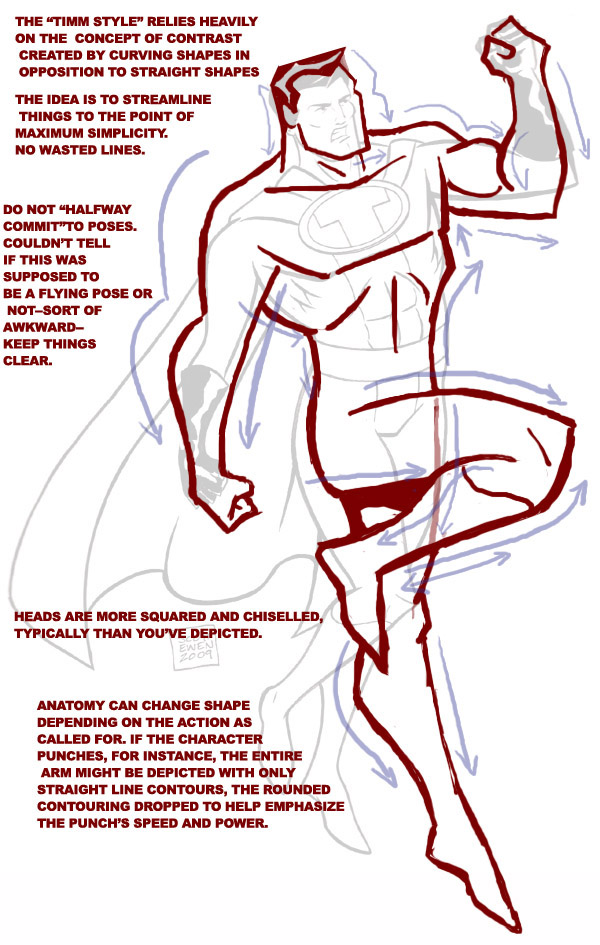 THE “TIMM STYLE” RELIES HEAVILY
ON THE CONCEPT OF CONTRAST
CREATED BY CURVING SHAPES IN
OPPOSITION TO STRAIGHT SHAPES
THE IDEA IS TO STREAMLINE
THINGS TO THE POINT OF
MAXIMUM SIMPLICITY.
NO WASTED LINES.
T
DO NOT “HALFWAY
COMMIT”TO POSES.
COULDN’T TELL
IF THIS WAS
SUPPOSED TO
BE A FLYING POSE OR
NOT–SORT OF
AWKWARD–
KEEP THINGS
CLEAR.
HEADS ARE MORE SQUARED AND CHISELLED,
TYPICALLY THAN YOU’VE DEPICTED.
EWEN
2009
ANATOMY CAN CHANGE SHAPE
DEPENDING ON THE ACTION AS
CALLED FOR. IF THE CHARACTER
PUNCHES, FOR INSTANCE, THE ENTIRE
ARM MIGHT BE DEPICTED WITH ONLY
STRAIGHT LINE CONTOURS, THE ROUNDED
CONTOURING DROPPED TO HELP EMPHASIZE
THE PUNCH’S SPEED AND POWER.